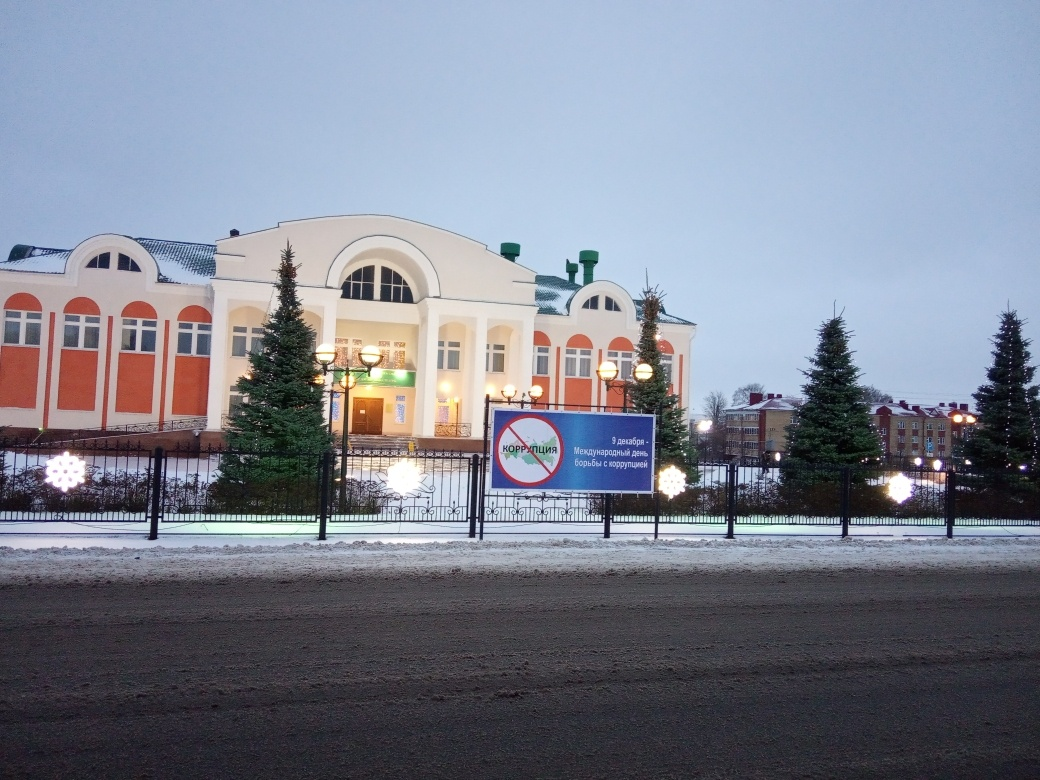 КОРРУПЦИЯ
9 декабря -
Международный день
борьбы с коррупцией